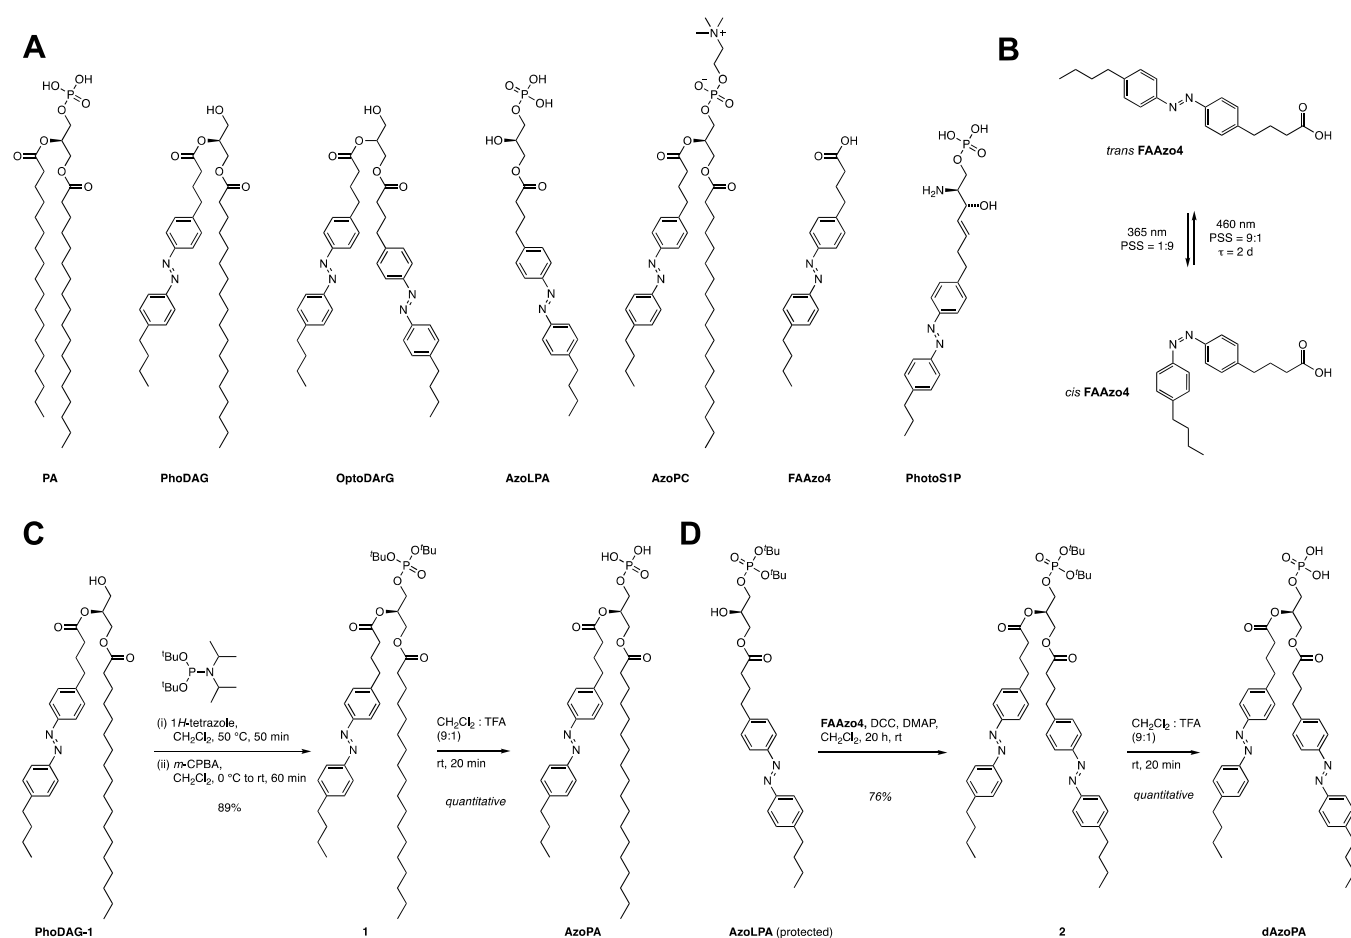 A
HO
OH
P
O
O
O
O
O
O
PA
HO
O
O
O
O
N
N
PhoDAG
HO
O
O
O
O
N
N
N
N
OptoDArG
O
OH
P
OH
O
HO
O
O
N
N
AzoLPA
N+
O
O−
P
O
O
O
O
O
O
N
N
AzoPC
OH
O
N
N
FAAzo4
OH
HO
P
O
O
H2N
OH
N
N
PhotoS1P
B
N
N
O
OH
trans FAAzo4
365 nm
PSS = 1:9
460 nm
PSS = 9:1
τ = 2 d
N
N
O
OH
cis FAAzo4
C
HO
O
O
O
O
N
N
PhoDAG-1
tBuO
P
N
tBuO
(i) 1H-tetrazole,
CH2Cl2, 50 °C, 50 min
(ii) m-CPBA,
CH2Cl2, 0 °C to rt, 60 min
89%
OtBu
tBuO
P
O
O
O
O
O
O
N
N
1
CH2Cl2 : TFA
(9:1)
rt, 20 min
quantitative
OH
HO
P
O
O
O
O
O
O
N
N
AzoPA
D
OtBu
O
P
OtBu
O
HO
O
O
N
N
AzoLPA (protected)
FAAzo4, DCC, DMAP,
CH2Cl2, 20 h, rt
76%
OtBu
O
P
OtBu
O
O
O
O
O
N
N
N
N
2
CH2Cl2 : TFA
(9:1)
rt, 20 min
quantitative
OH
O
P
OH
O
O
O
O
O
N
N
N
N
dAzoPA